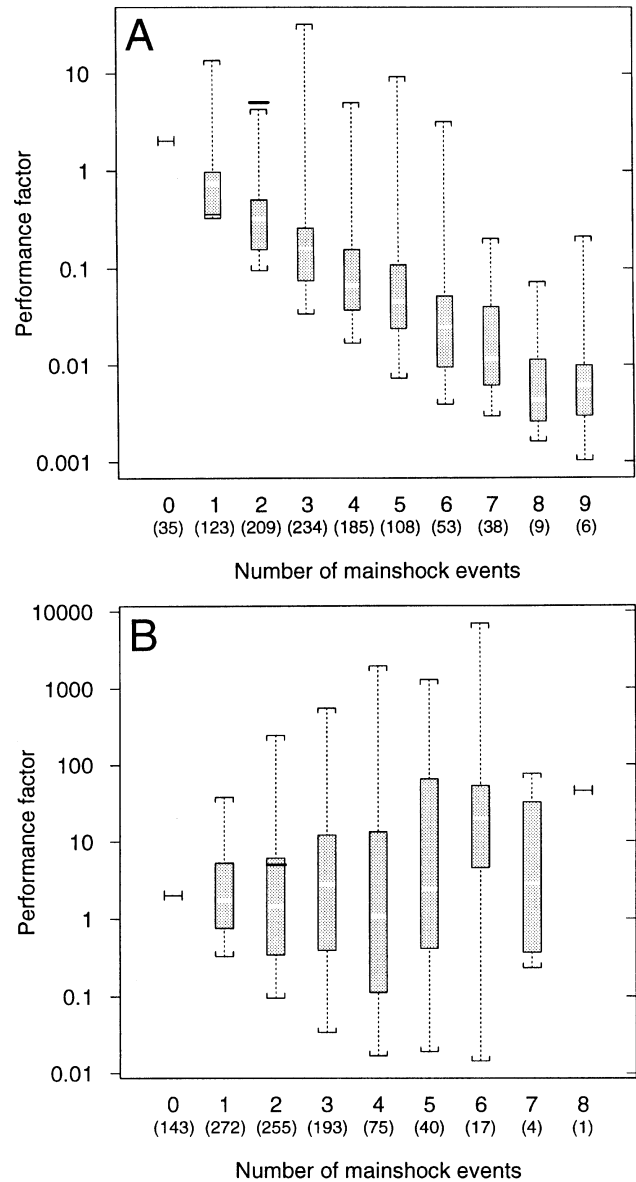 A
10
1
0.1
0.01
0.001
Performance factor
0 1 2 3 4 5 6 7 8 9
(35) (123) (209) (234) (185) (108) (53) (38) (9) (6)
Number of mainshock events
B
10000
1000
100
10
1
0.1
0.01
Performance factor
0 1 2 3 4 5 6 7 8
(143) (272) (255) (193) (75) (40) (17) (4) (1)
Number of mainshock events